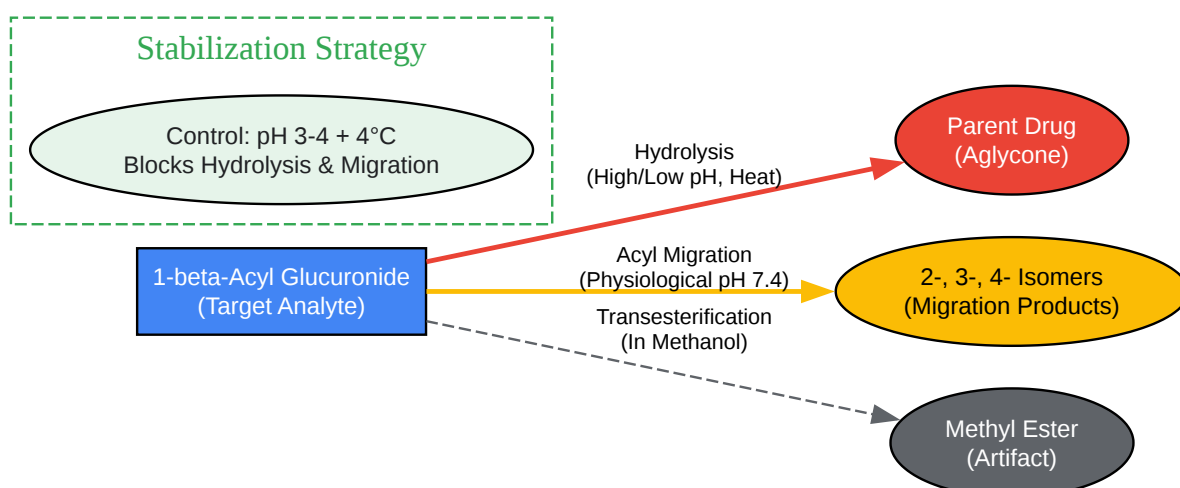 Stabilization Strategy
Control: pH 3-4 + 4°C
Blocks Hydrolysis & Migration
Parent Drug
(Aglycone)
Hydrolysis
(High/Low pH, Heat)
1-beta-Acyl Glucuronide
(Target Analyte)
Acyl Migration
(Physiological pH 7.4)
2-, 3-, 4- Isomers
(Migration Products)
Transesterification
(In Methanol)
Methyl Ester
(Artifact)